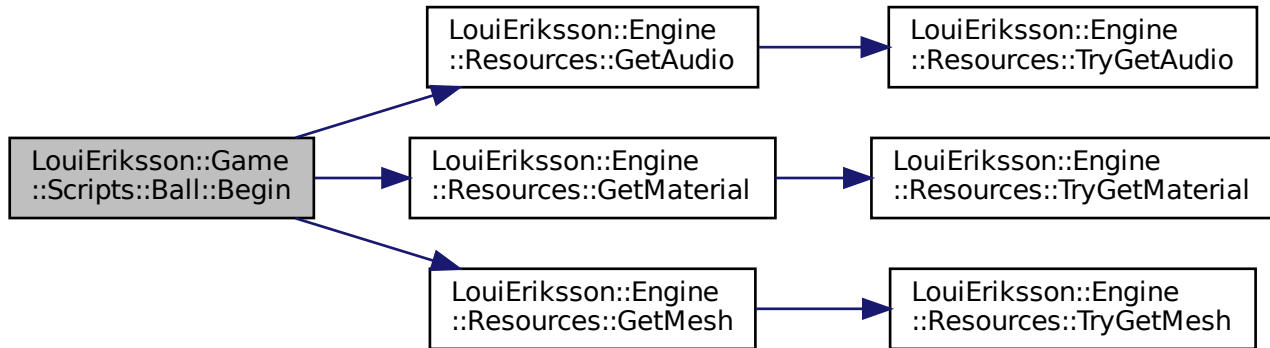 LouiEriksson::Engine
::Resources::GetAudio
LouiEriksson::Engine
::Resources::TryGetAudio
LouiEriksson::Game
::Scripts::Ball::Begin
LouiEriksson::Engine
::Resources::GetMaterial
LouiEriksson::Engine
::Resources::TryGetMaterial
LouiEriksson::Engine
::Resources::GetMesh
LouiEriksson::Engine
::Resources::TryGetMesh